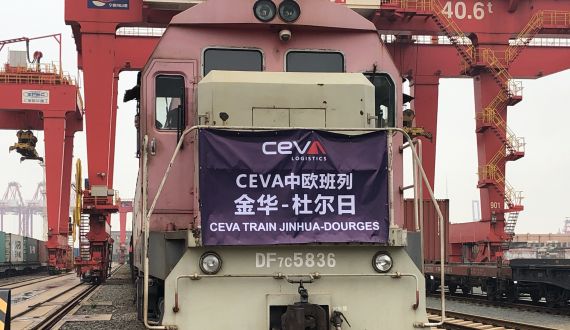 40.6t
CEVA
LOGISTICS
CEVA中欧班列
金华-杜尔日
CEVA TRAIN JINHUA-DOURGES
901
DF7C5836